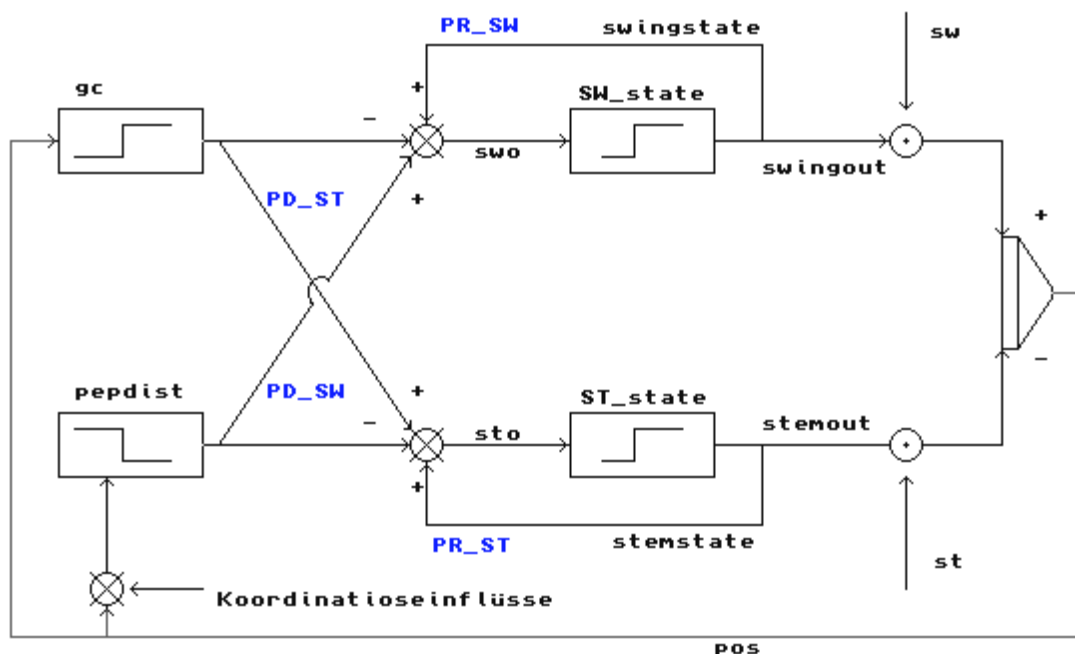 PR_SW
swingstate
sw
gc
+
SW_state
-
swo
swingout
PD_ST
+
+
pepdist
PD_SW
+
ST_state
-
-
sto
stemout
+
PR_ST
stemstate
st
Koordinatioseinflüsse
pos